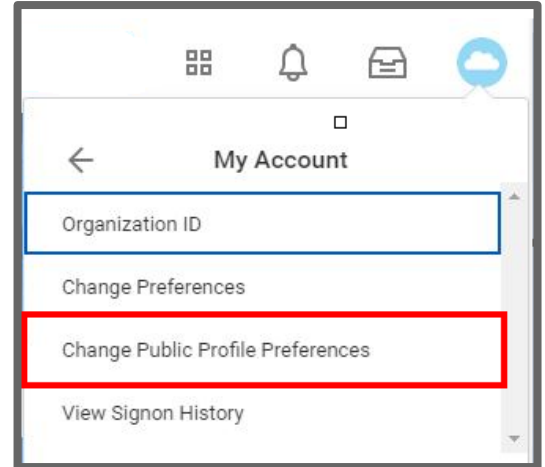 My Account
Organization ID
Change Preferences
Change Public Profile Preferences
View Signon History